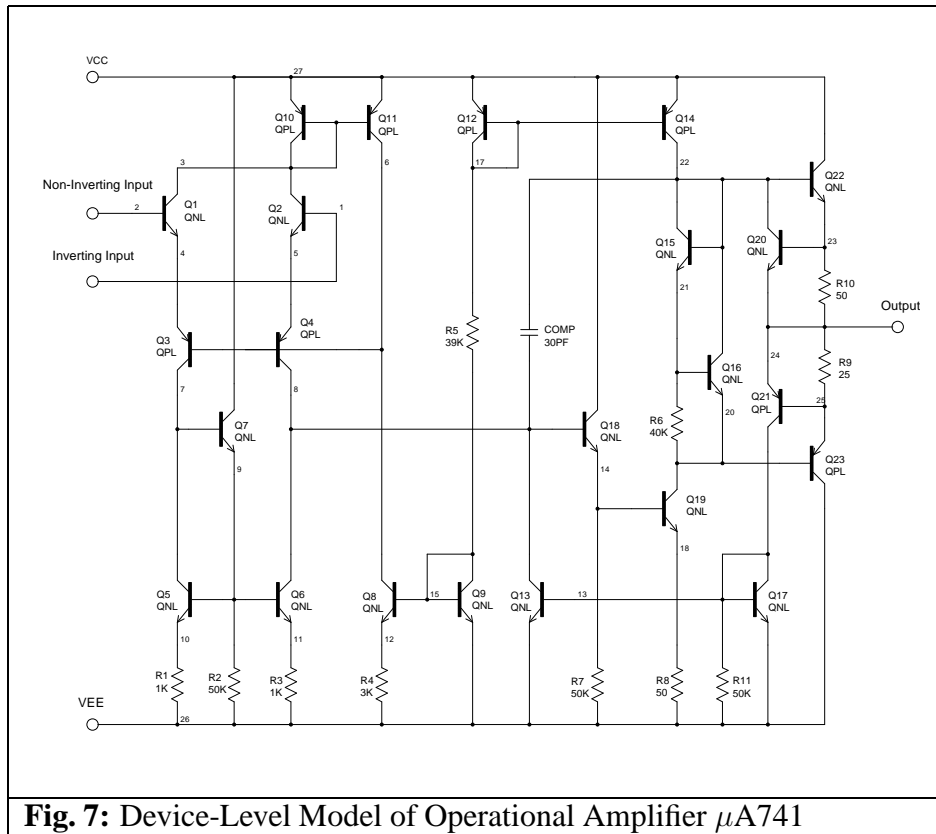 VCC
27
Q10
QPL
Q11
QPL
Q12
QPL
Q14
QPL
3
6
17
22
Non-Inverting Input
2
Q1
QNL
Q2
QNL
1
Q22
QNL
4
5
Inverting Input
Q15
QNL
Q20
QNL
23
21
R10
50
Output
Q3
QPL
Q4
QPL
R5
39K
COMP
30PF
24
R9
25
7
8
Q16
QNL
Q21
QPL
25
20
Q7
QNL
Q18
QNL
R6
40K
9
14
Q23
QPL
Q19
QNL
18
Q5
QNL
Q6
QNL
Q8
QNL
15
Q9
QNL
Q13
QNL
13
Q17
QNL
10
11
12
R1
1K
R2
50K
R3
1K
R4
3K
R7
50K
R8
50
R11
50K
VEE
26
Fig. 7: Device-Level Model of Operational Amplifier μA741